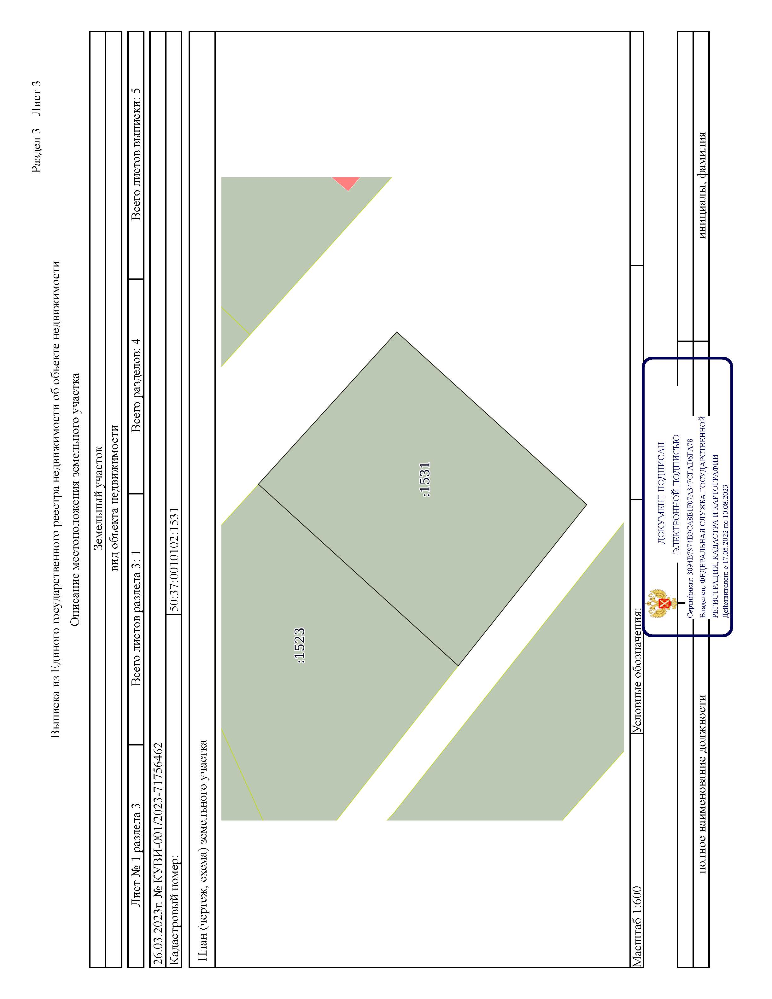 Раздел 3 Лист 3
Выписка из Единого государственного реестра недвижимости об объекте недвижимости
Описание местоположения земельного участка
Земельный участок
вид объекта недвижимости
Лист № 1 раздела 3 Всего листов раздела 3: 1 Всего разделов: 4 Всего листов выписки: 5
26.03.2023г. № КУВИ-001/2023-71756462
Кадастровый номер: 50:37:0010102:1531
План (чертеж, схема) земельного участка
:1523
:1531
Масштаб 1:600 Условные обозначения:
ДОКУМЕНТ ПОДПИСАН
ЭЛЕКТРОННОЙ ПОДПИСЬЮ
Сертификат: 3094B7974B3CA8E1F07A347CFAD6FA78
Владелец: ФЕДЕРАЛЬНАЯ СЛУЖБА ГОСУДАРСТВЕННОЙ
РЕГИСТРАЦИИ, КАДАСТРА И КАРТОГРАФИИ
Действителен: с 17.05.2022 по 10.08.2023
полное наименование должности инициалы, фамилия